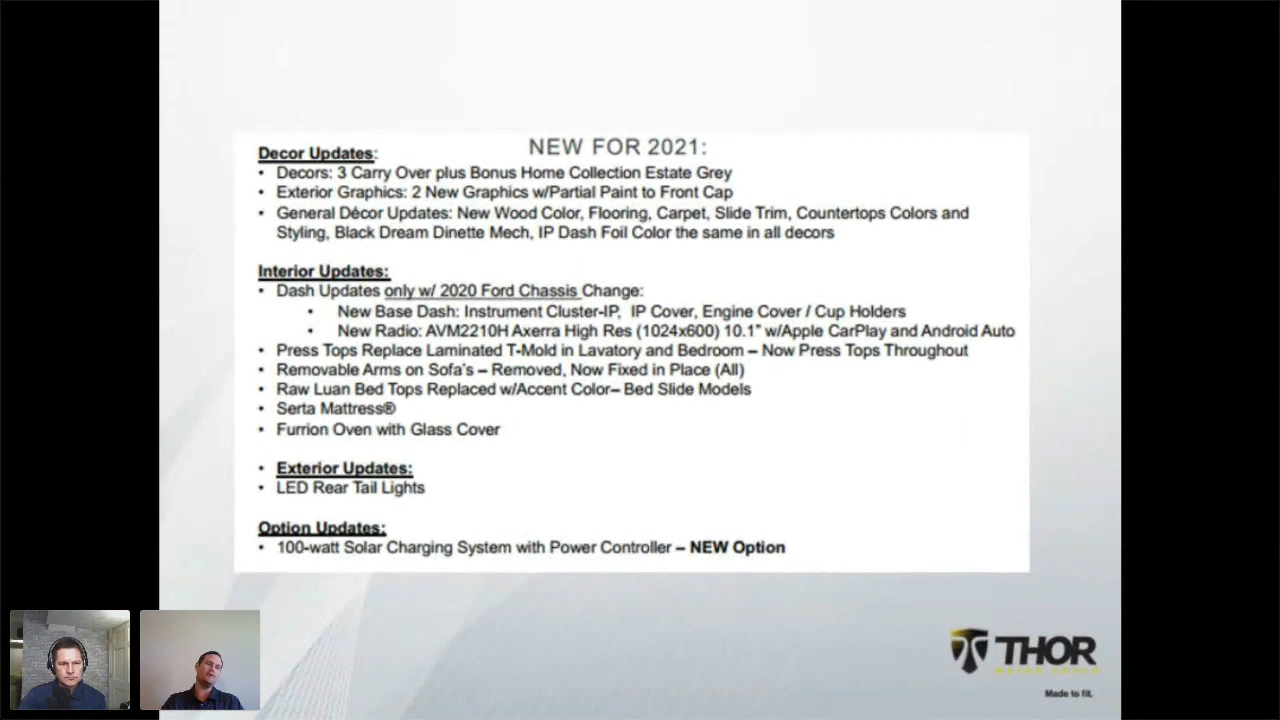 NEW FOR 2021:
Decor Updates:
• Decors: 3 Carry Over plus Bonus Home Collection Estate Grey
• Exterior Graphics: 2 New Graphics w/Partial Paint to Front Cap
• General Décor Updates: New Wood Color, Flooring, Carpet, Slide Trim, Countertops Colors and
Styling, Black Dream Dinette Mech, IP Dash Foil Color the same in all decors
Interior Updates:
• Dash Updates only w/ 2020 Ford Chassis Change:
• New Base Dash: Instrument Cluster-IP, IP Cover, Engine Cover / Cup Holders
• New Radio: AVM2210H Axerra High Res (1024x600) 10.1" w/Apple CarPlay and Android Auto
• Press Tops Replace Laminated T-Mold in Lavatory and Bedroom – Now Press Tops Throughout
• Removable Arms on Sofa's – Removed, Now Fixed in Place (All)
• Raw Luan Bed Tops Replaced w/Accent Color– Bed Slide Models
• Serta Mattress®
• Furrion Oven with Glass Cover
• Exterior Updates:
• LED Rear Tail Lights
Option Updates:
• 100-watt Solar Charging System with Power Controller – NEW Option
THOR
Made to fit.